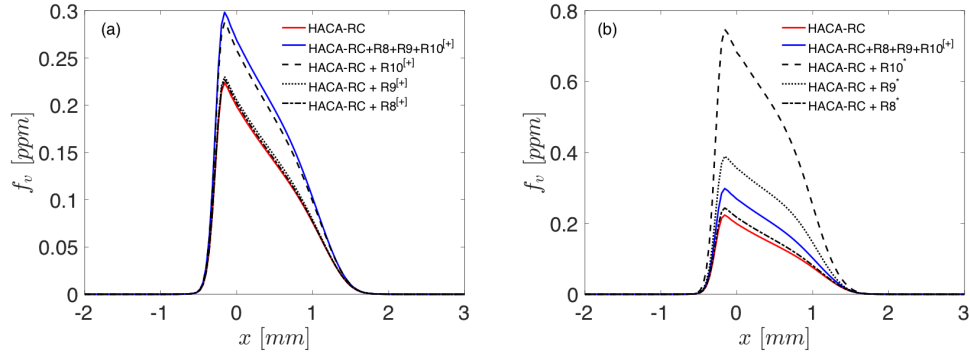 (a)
HACA-RC
HACA-RC+R8+R9+R10[+]
HACA-RC + R10[+]
HACA-RC + R9[+]
HACA-RC + R8[+]
0.3
0.25
0.2
0.15
0.1
0.05
0
fv [ppm]
-2
-1
0
1
2
3
x [mm]
(b)
HACA-RC
HACA-RC+R8+R9+R10[+]
HACA-RC + R10*
HACA-RC + R9*
HACA-RC + R8*
0.8
0.6
0.4
0.2
0
fv [ppm]
-2
-1
0
1
2
3
x [mm]